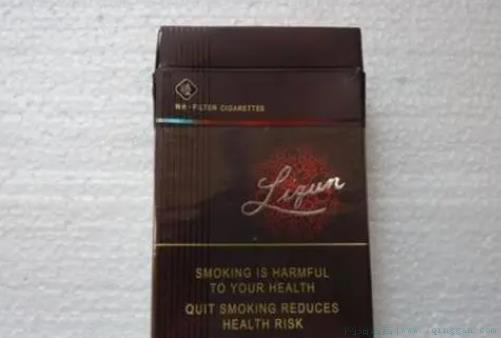 FILTER CIGARETTES
Liqun
SMOKING IS HARMFUL
TO YOUR HEALTH
QUIT SMOKING REDUCES
HEALTH RISK